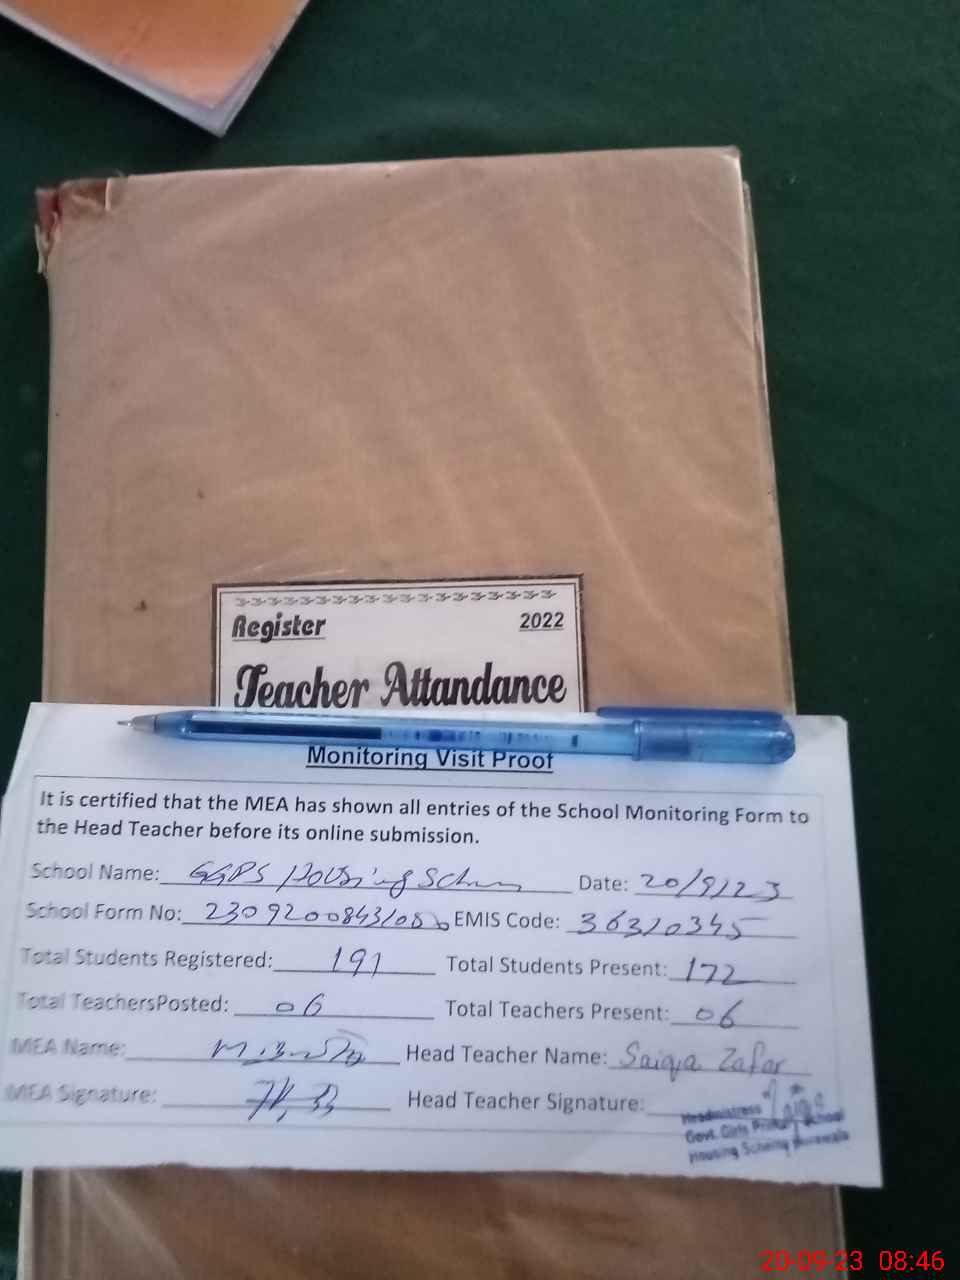 Register 2022
Teacher Attandance
Monitoring Visit Proof
It is certified that the MEA has shown all entries of the School Monitoring Form to
the Head Teacher before its online submission.
School Name: GGPS Housing Date: 20/9/23
School Form No: EMIS Code: 36310345
Total Students Registered: 191 Total Students Present: 172
Total TeachersPosted: 06 Total Teachers Present: 06
MEA Name: Head Teacher Name: Saiqa Zafar
MEA Signature: Head Teacher Signature:
Headmistress
Govt. Girls Primary School
Housing Scheme Burewala
20-09-23 08:46